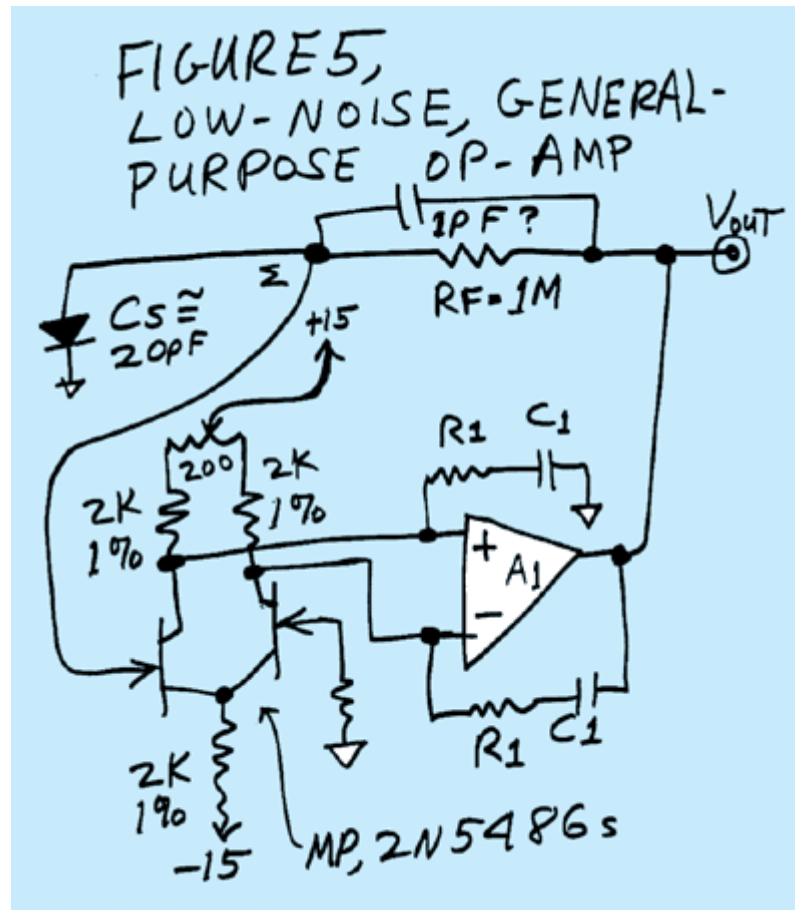 FIGURE 5,
LOW-NOISE, GENERAL-
PURPOSE OP-AMP
1PF?
VOUT
Σ
RF=1M
Cs ≅
20pF
+15
R1
C1
200
2K
1%
2K
1%
+
A1
-
R1
C1
2K
1%
-15
MP, 2N5486s